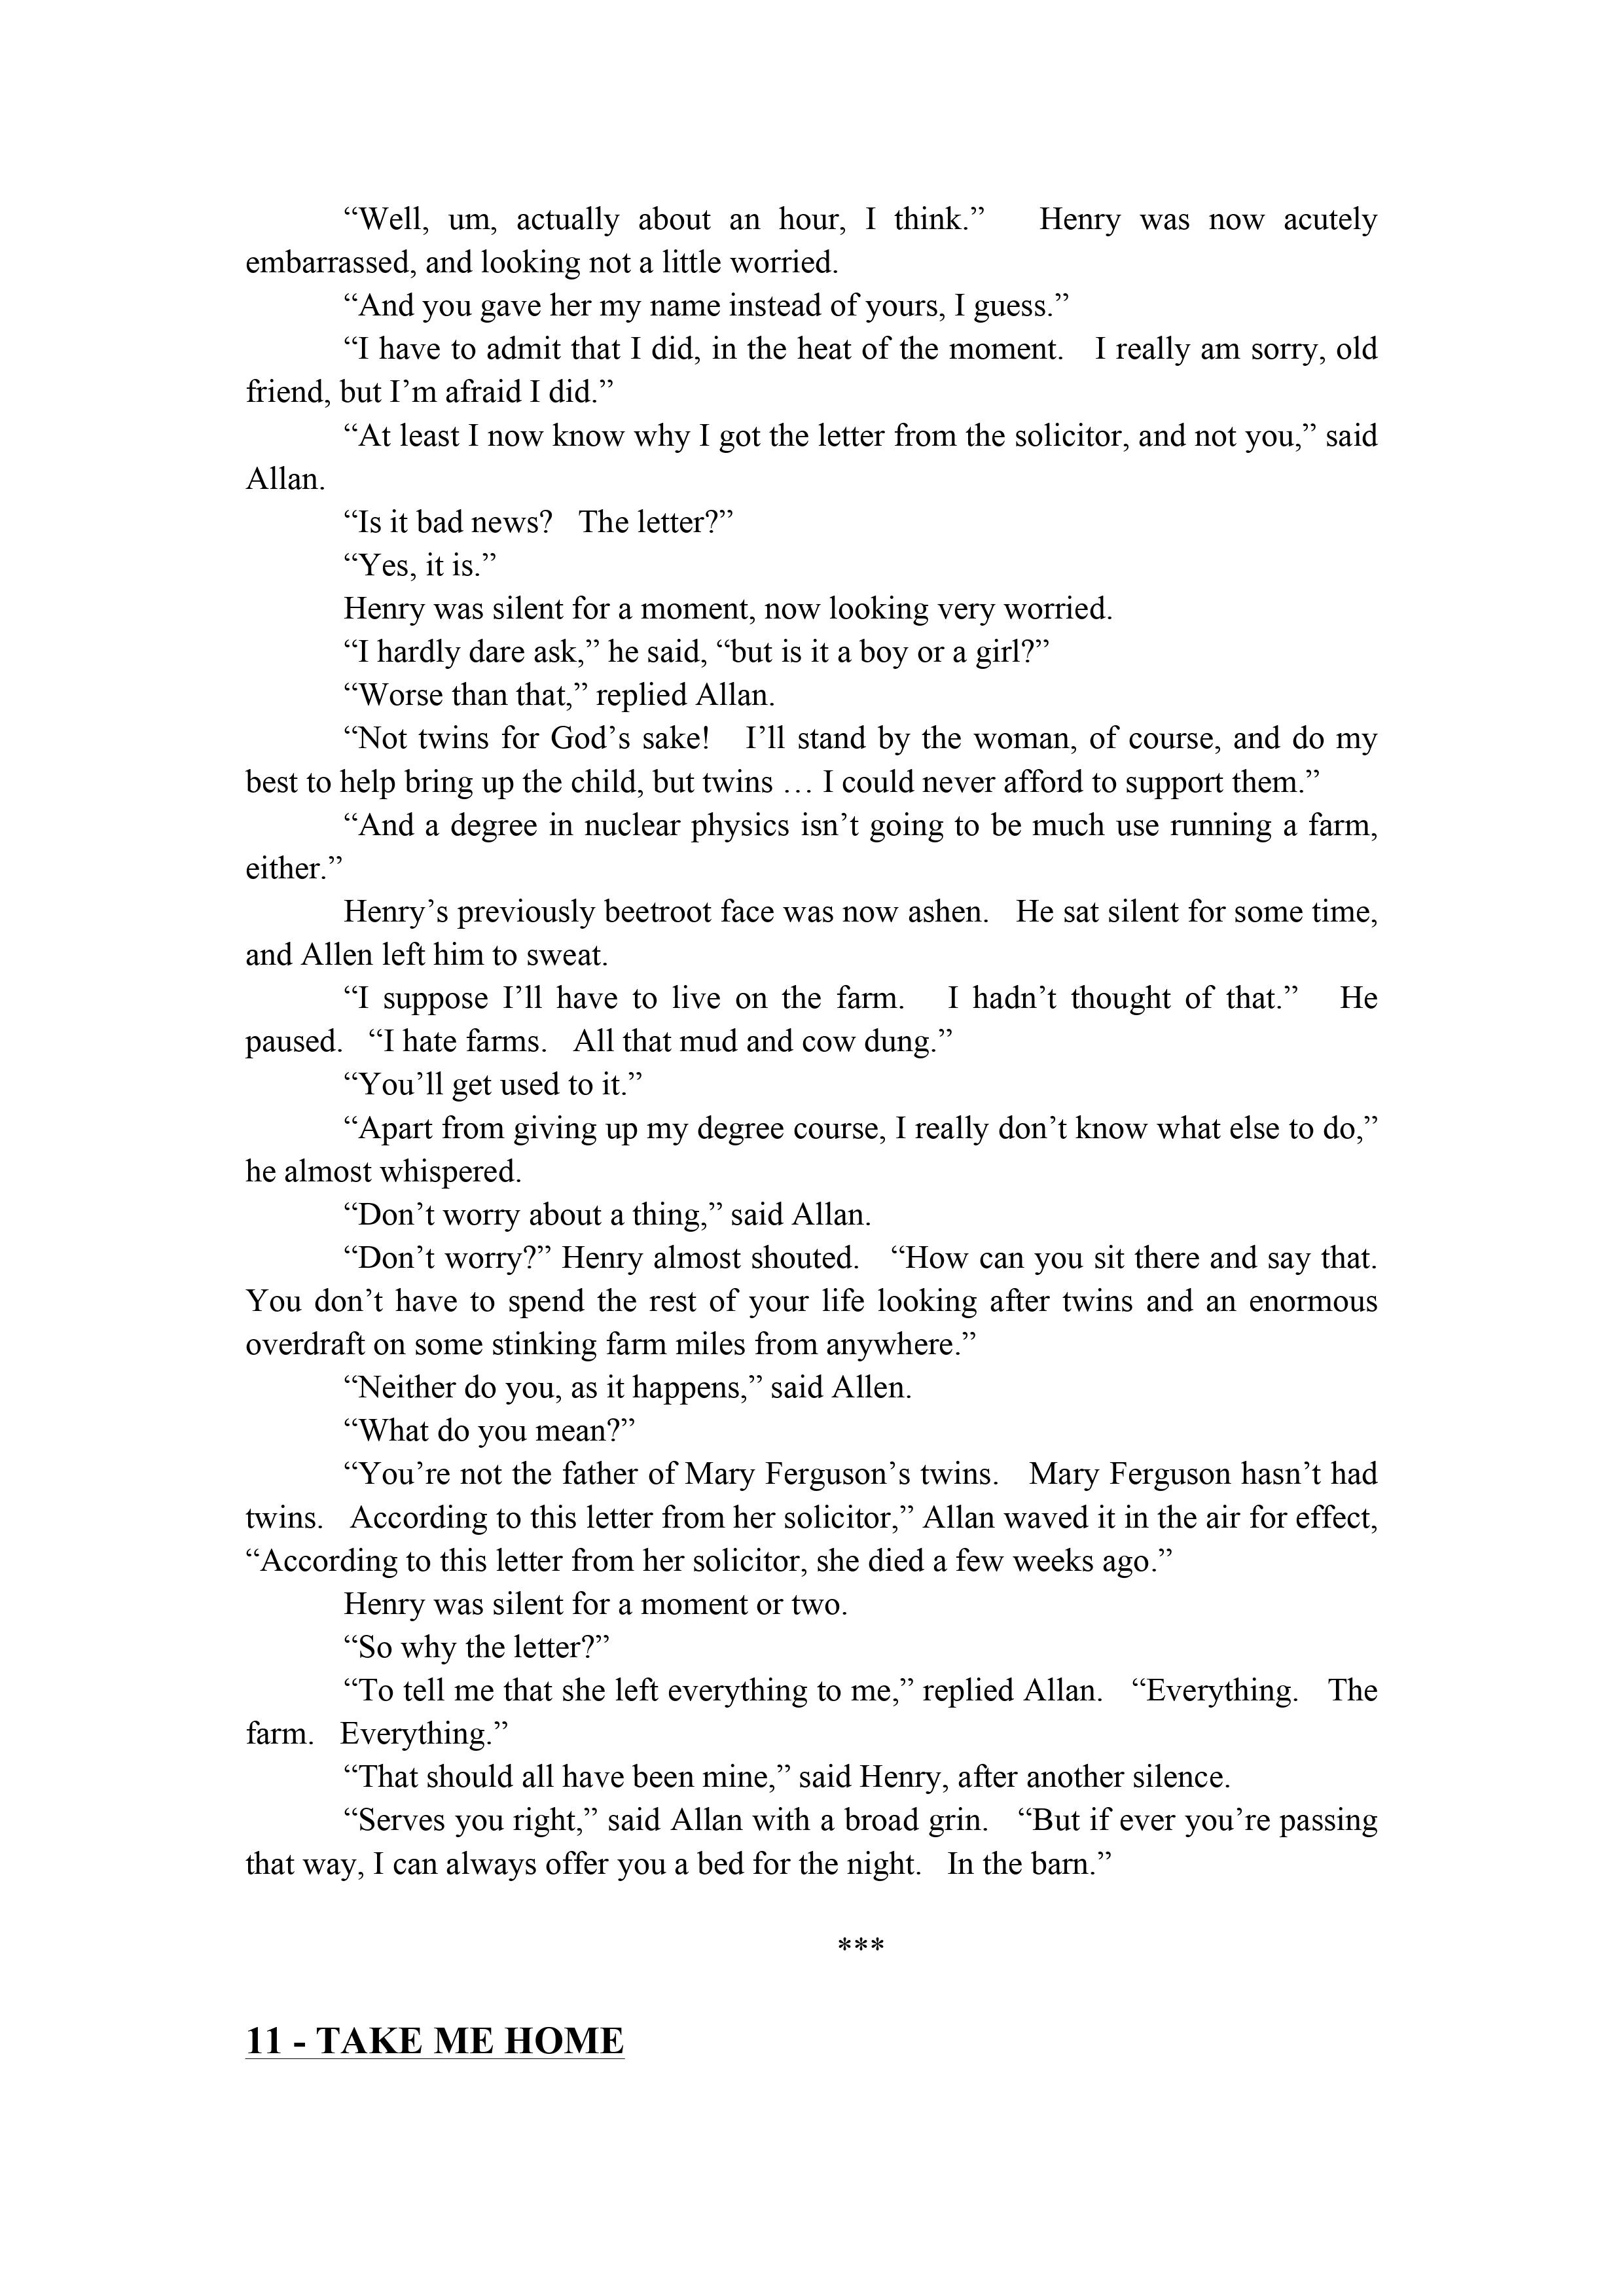 “Well, um, actually about an hour, I think.” Henry was now acutely
embarrassed, and looking not a little worried.
“And you gave her my name instead of yours, I guess.”
“I have to admit that I did, in the heat of the moment. I really am sorry, old
friend, but I’m afraid I did.”
“At least I now know why I got the letter from the solicitor, and not you,” said
Allan.
“Is it bad news? The letter?”
“Yes, it is.”
Henry was silent for a moment, now looking very worried.
“I hardly dare ask,” he said, “but is it a boy or a girl?”
“Worse than that,” replied Allan.
“Not twins for God’s sake! I’ll stand by the woman, of course, and do my
best to help bring up the child, but twins … I could never afford to support them.”
“And a degree in nuclear physics isn’t going to be much use running a farm,
either.”
Henry’s previously beetroot face was now ashen. He sat silent for some time,
and Allen left him to sweat.
“I suppose I’ll have to live on the farm. I hadn’t thought of that.” He
paused. “I hate farms. All that mud and cow dung.”
“You’ll get used to it.”
“Apart from giving up my degree course, I really don’t know what else to do,”
he almost whispered.
“Don’t worry about a thing,” said Allan.
“Don’t worry?” Henry almost shouted. “How can you sit there and say that.
You don’t have to spend the rest of your life looking after twins and an enormous
overdraft on some stinking farm miles from anywhere.”
“Neither do you, as it happens,” said Allen.
“What do you mean?”
“You’re not the father of Mary Ferguson’s twins. Mary Ferguson hasn’t had
twins. According to this letter from her solicitor,” Allan waved it in the air for effect,
“According to this letter from her solicitor, she died a few weeks ago.”
Henry was silent for a moment or two.
“So why the letter?”
“To tell me that she left everything to me,” replied Allan. “Everything. The
farm. Everything.”
“That should all have been mine,” said Henry, after another silence.
“Serves you right,” said Allan with a broad grin. “But if ever you’re passing
that way, I can always offer you a bed for the night. In the barn.”
***
11 - TAKE ME HOME